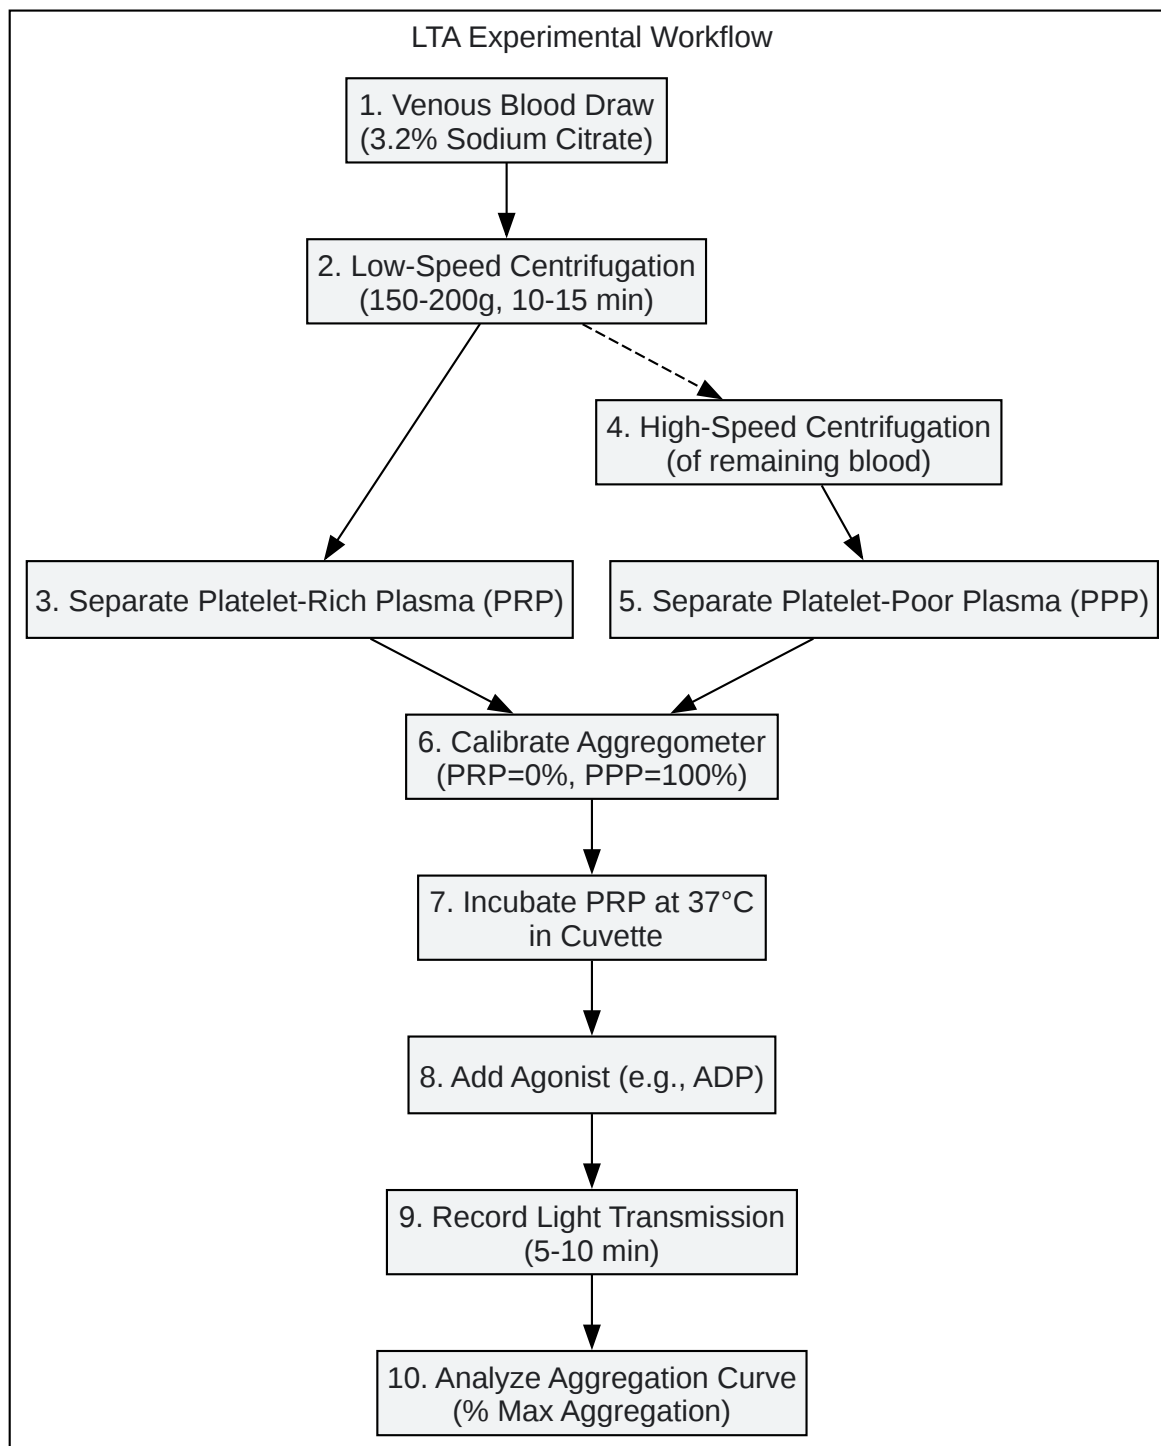 LTA Experimental Workflow
1. Venous Blood Draw
(3.2% Sodium Citrate)
2. Low-Speed Centrifugation
(150-200g, 10-15 min)
4. High-Speed Centrifugation
(of remaining blood)
3. Separate Platelet-Rich Plasma (PRP)
5. Separate Platelet-Poor Plasma (PPP)
6. Calibrate Aggregometer
(PRP=0%, PPP=100%)
7. Incubate PRP at 37°C
in Cuvette
8. Add Agonist (e.g., ADP)
9. Record Light Transmission
(5-10 min)
10. Analyze Aggregation Curve
(% Max Aggregation)